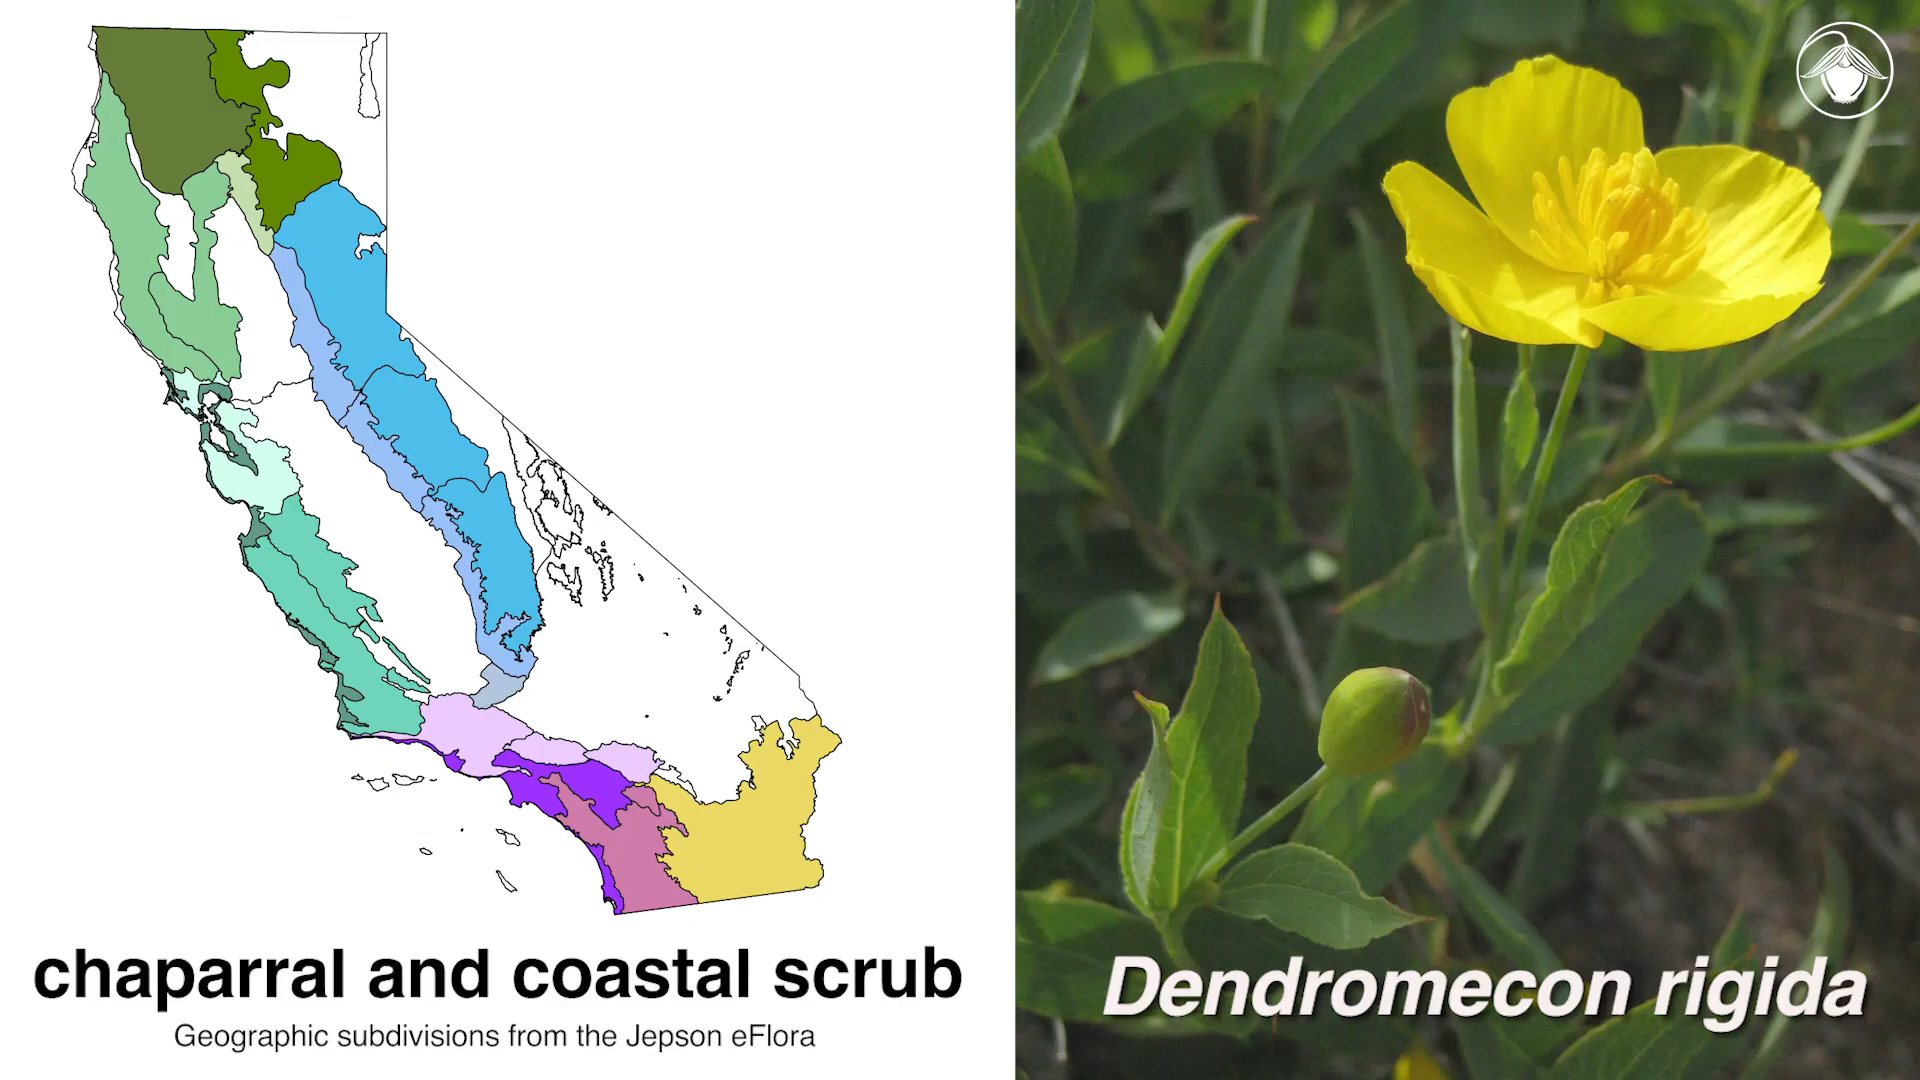 chaparral and coastal scrub
Geographic subdivisions from the Jepson eFlora
Dendromecon rigida